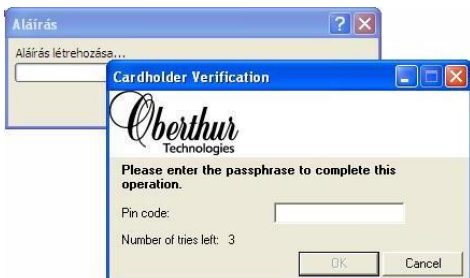 Aláírás
Aláírás létrehozása...
Cardholder Verification
Oberthur
Technologies
Please enter the passphrase to complete this
operation.
Pin code:
Number of tries left: 3
OK
Cancel